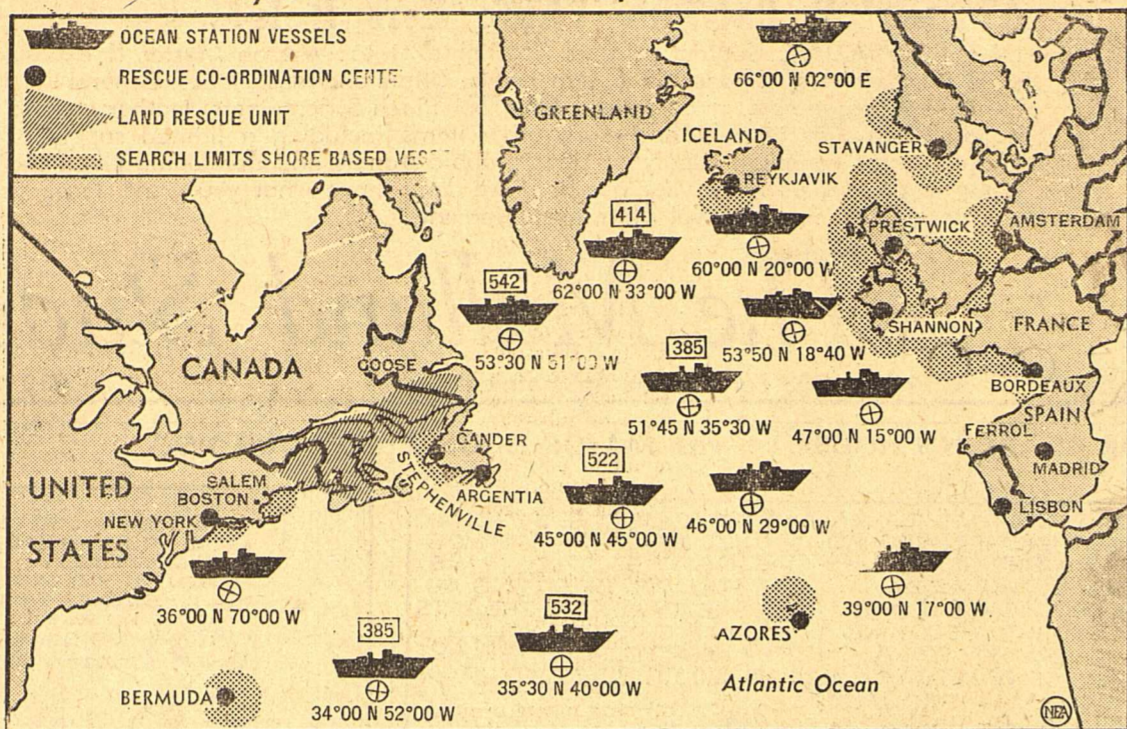 OCEAN STATION VESSELS
RESCUE CO-ORDINATION CENTE
LAND RESCUE UNIT
SEARCH LIMITS SHORE BASED
66°00 N 02°00 E
GREENLAND
ICELAND
STAVANGER
REYKJAVIK
414
PRESTWICK
AMSTERDAM
60°00 N 20°00 W
62°00 N 33°00 W
542
SHANNON
FRANCE
53°30 N 51°00 W
385
53°50 N 18°40 W
CANADA
GOOSE
BORDEAUX
51°45 N 35°30 W
47°00 N 15°00 W
SPAIN
FERROL
GANDER
522
MADRID
UNITED
STATES
SALEM
BOSTON
NEW YORK
STEPHENVILLE
ARGENTIA
LISBON
45°00 N 45°00 W
46°00 N 29°00 W
36°00 N 70°00 W
39°00 N 17°00 W
385
532
AZORES
BERMUDA
34°00 N 52°00 W
35°30 N 40°00 W
Atlantic Ocean
NEA